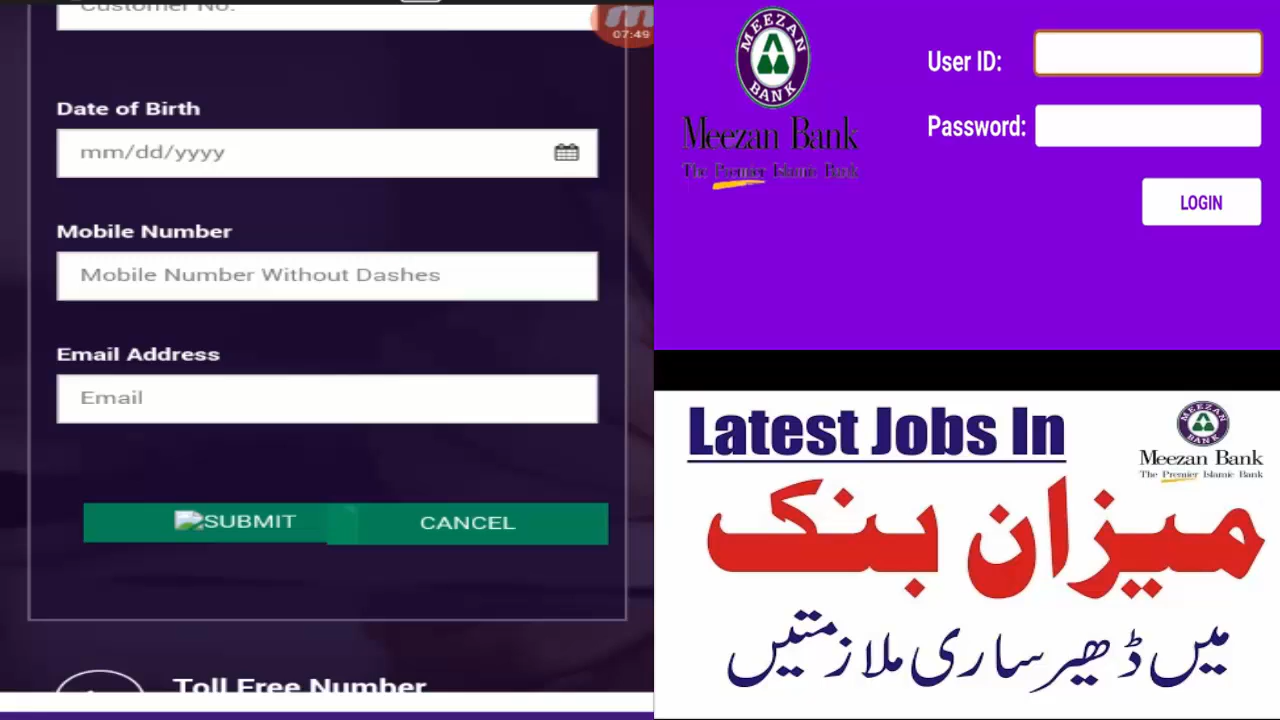 Customer No.
07:49
Date of Birth
mm/dd/yyyy
Mobile Number
Mobile Number Without Dashes
Email Address
Email
SUBMIT
CANCEL
Toll Free Number
MEEZAN BANK
Meezan Bank
The Premier Islamic Bank
User ID:
Password:
LOGIN
Latest Jobs In
MEEZAN BANK
Meezan Bank
The Premier Islamic Bank
میزان بنک
میں ڈھیر ساری ملازمتیں